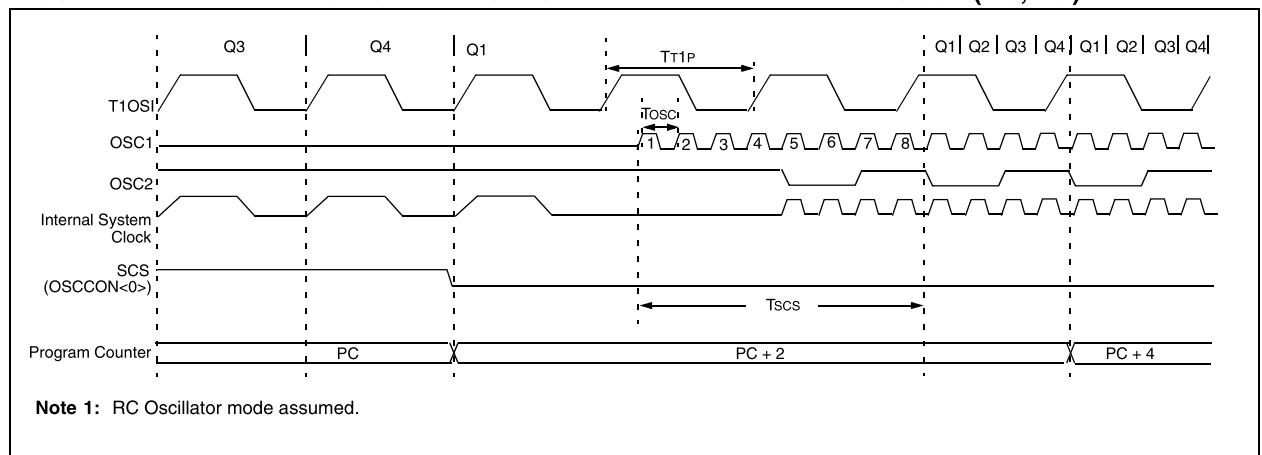 Q3 Q4 Q1 Q1 Q2 Q3 Q4 Q1 Q2 Q3 Q4
TT1P
T1OSI
TOSC
OSC1 1 2 3 4 5 6 7 8
OSC2
Internal System
Clock
SCS
(OSCCON<0>)
TSCS
Program Counter PC PC + 2 PC + 4
Note 1: RC Oscillator mode assumed.